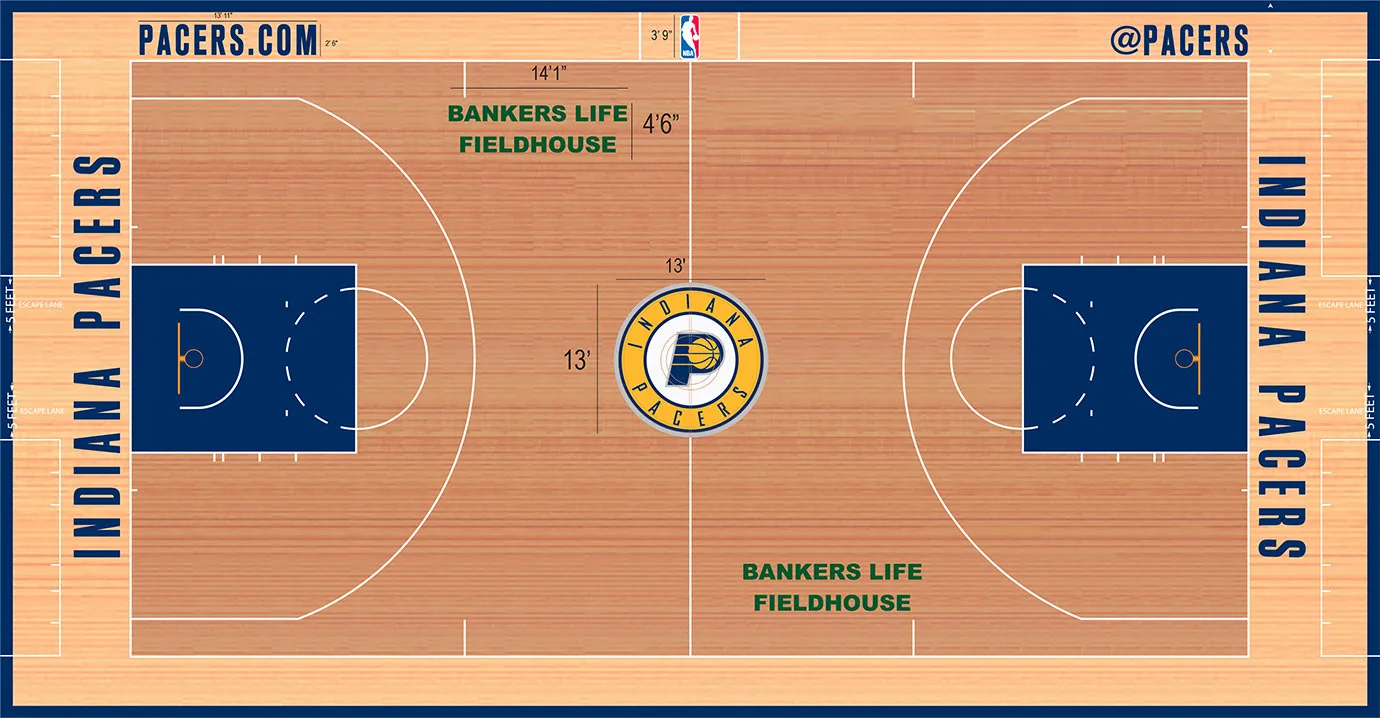 13' 11"
PACERS.COM
2' 6"
3' 9"
NBA
@PACERS
14'1"
BANKERS LIFE
FIELDHOUSE
4'6"
INDIANA PACERS
INDIANA PACERS
13'
13'
INDIANA
P
PACERS
5 FEET
ESCAPE LANE
5 FEET
ESCAPE LANE
ESCAPE LANE
5 FEET
ESCAPE LANE
5 FEET
BANKERS LIFE
FIELDHOUSE